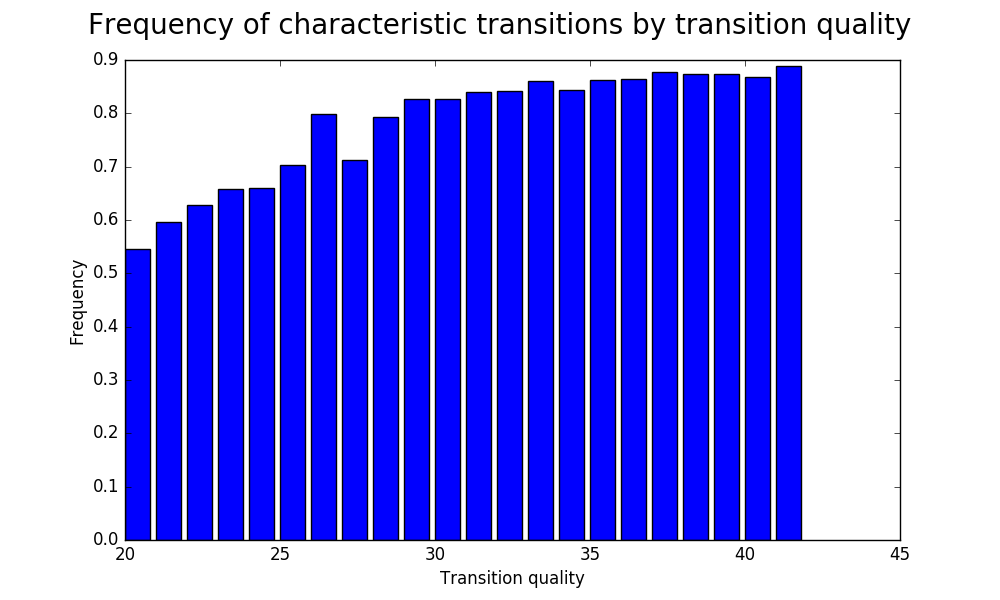 Frequency of characteristic transitions by transition quality
0.9
0.8
0.7
0.6
0.5
0.4
0.3
0.2
0.1
0.0
Frequency
20 25 30 35 40 45
Transition quality